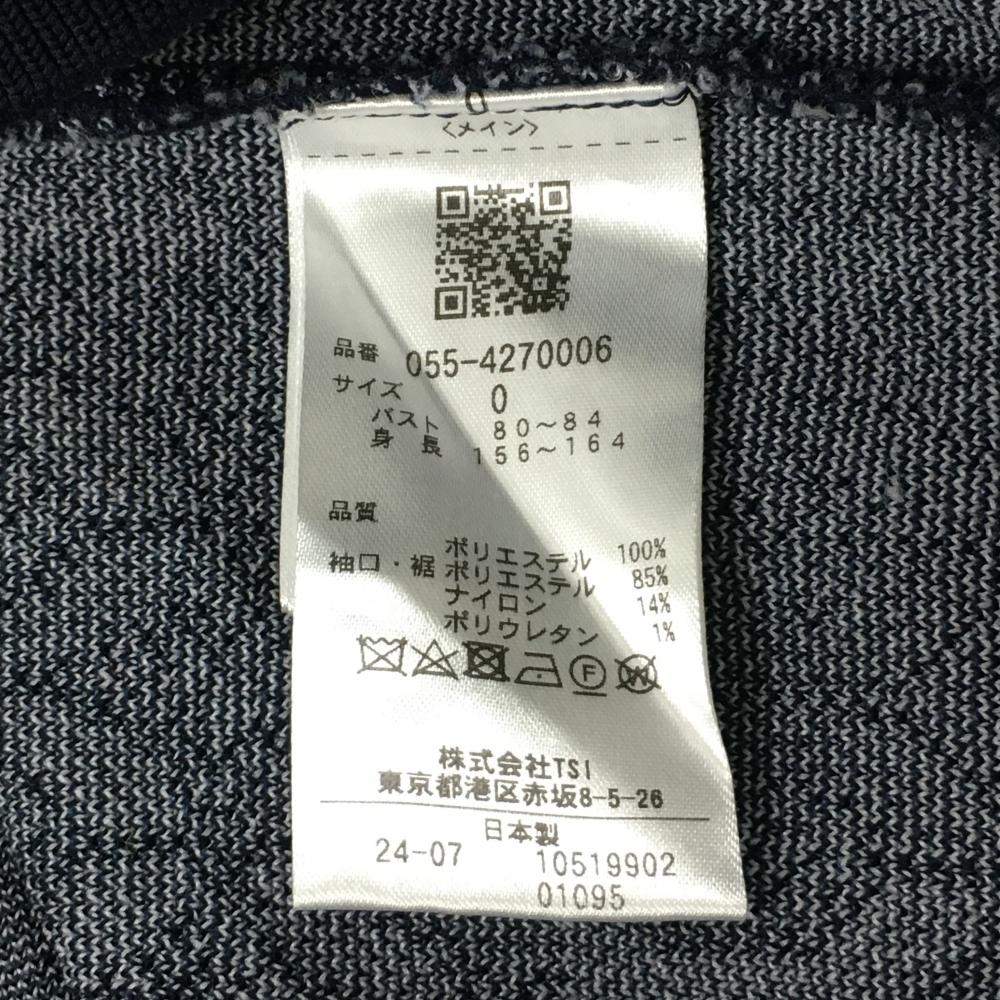 <メイン>
品番 055-4270006
サイズ 0
バスト 80~84
身長 156~164
品質
ポリエステル 100%
袖口・裾 ポリエステル 85%
ナイロン 14%
ポリウレタン 1%
F W
株式会社TSI
東京都港区赤坂8-5-26
日本製
24-07 10519902
01095